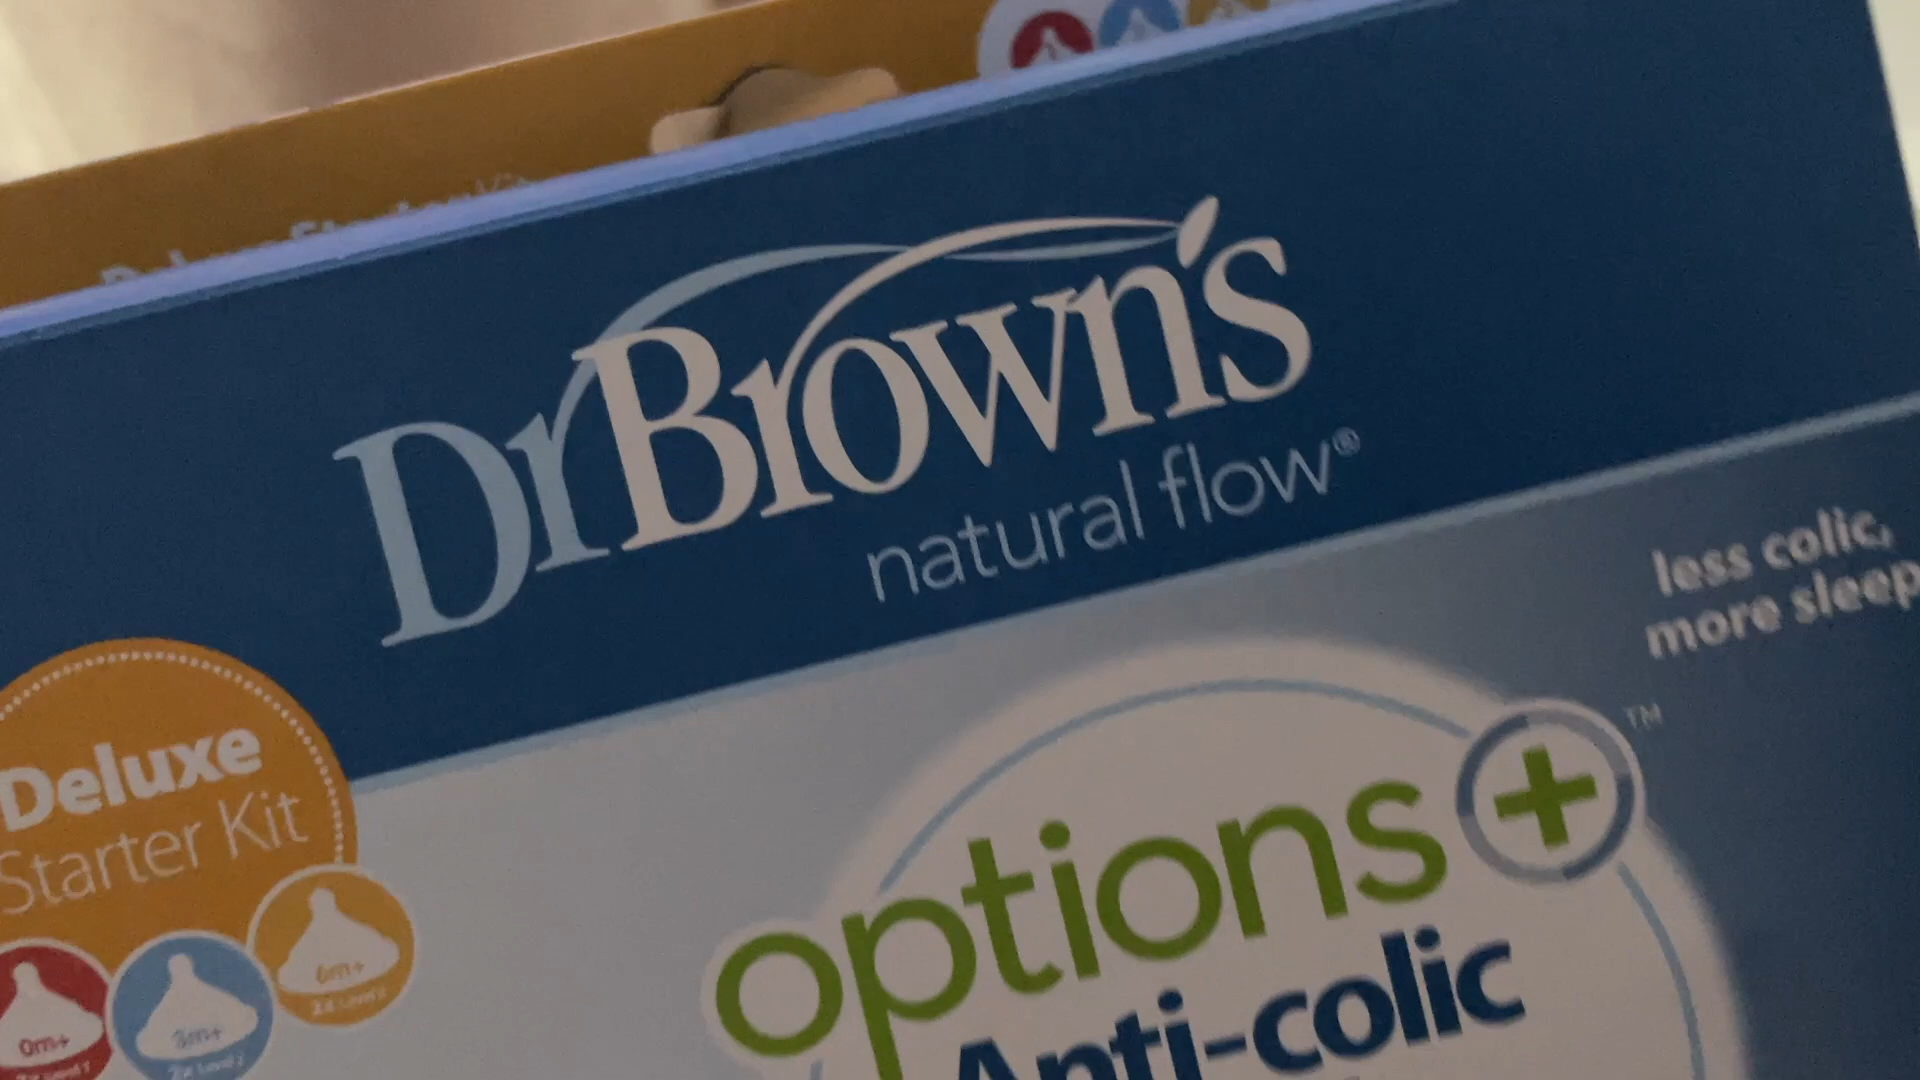 Dr Brown's
natural flow®
less colic,
more sleep
Deluxe
Starter Kit
options+™
Anti-colic
0m+
3m+
6m+